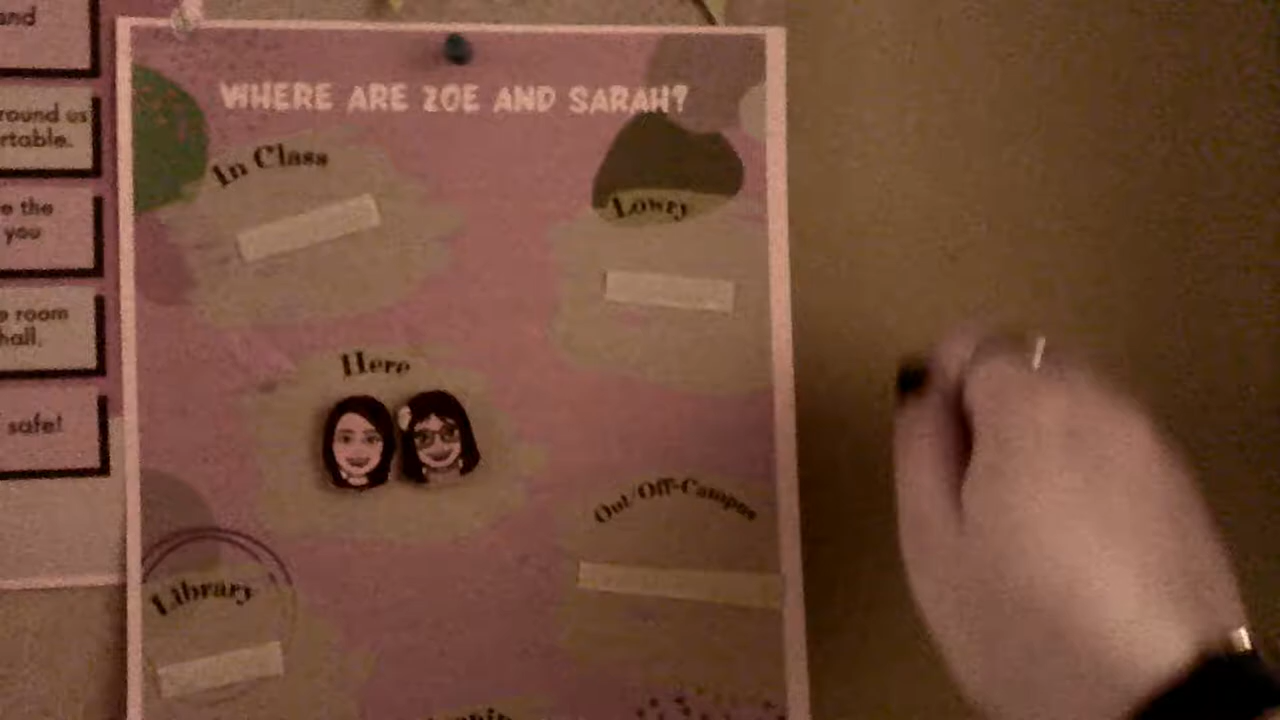 and
round us
rtable.
e the
you
e room
hall.
safe!
WHERE ARE ZOE AND SARAH?
In Class
Lowry
Here
Out/Off-Campus
Library